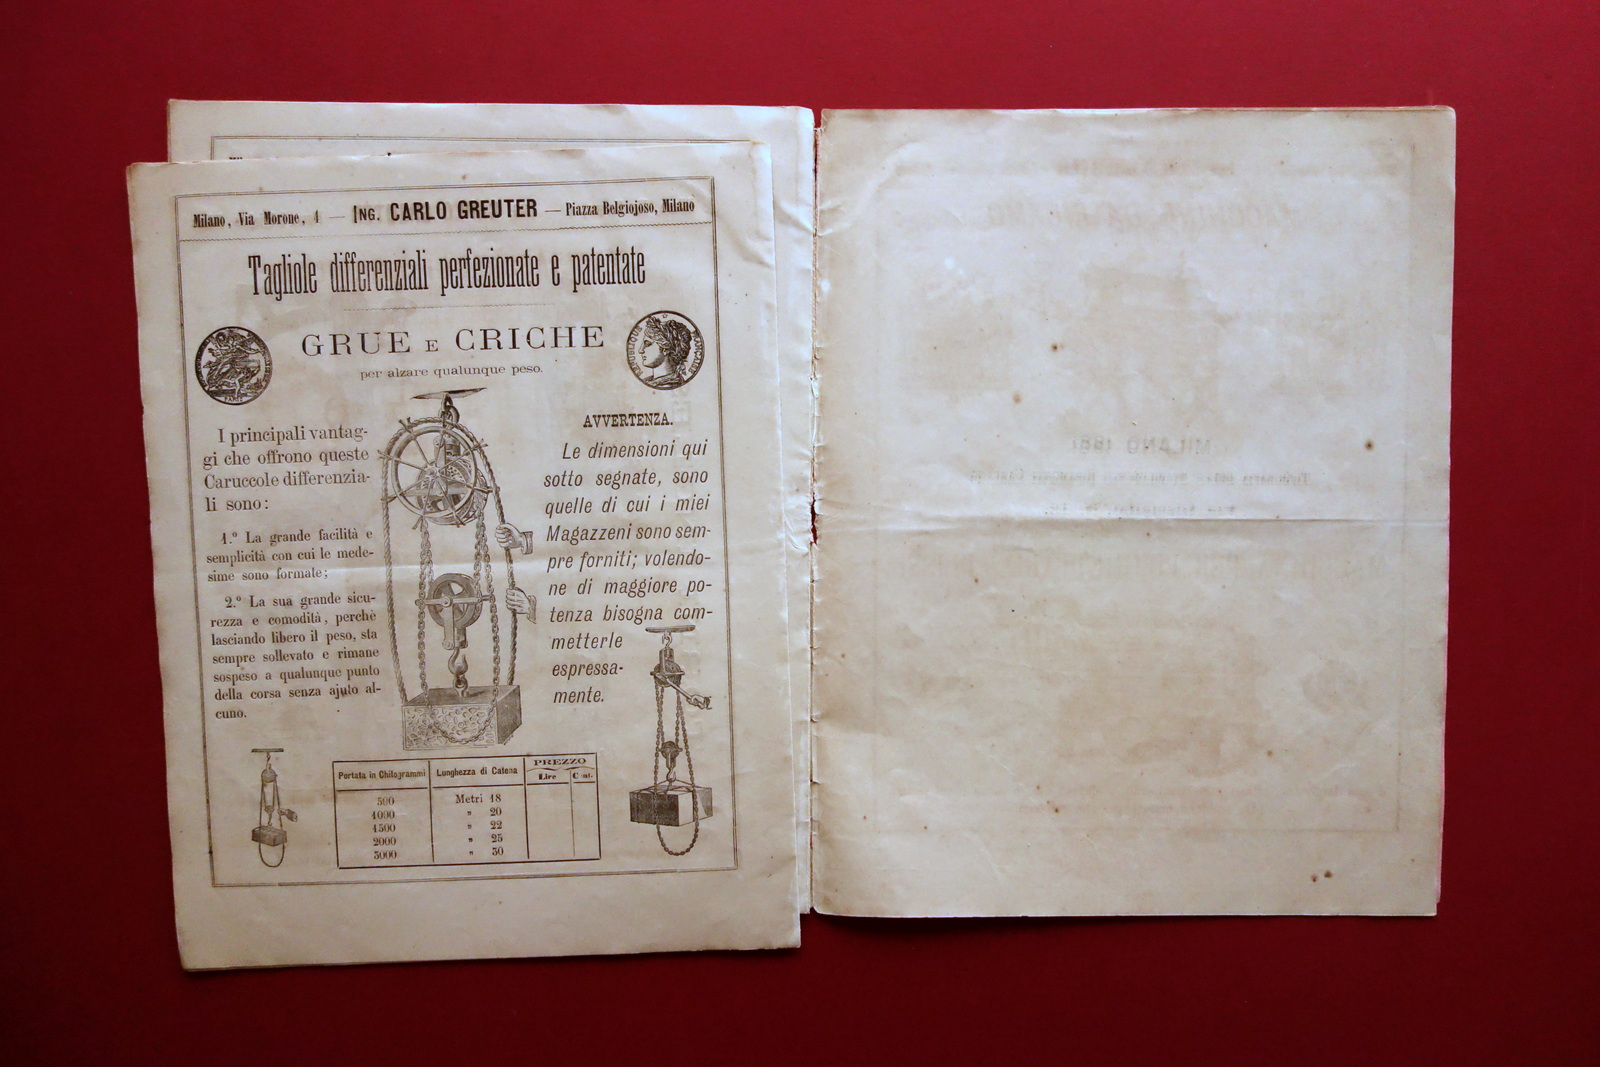 Milano, Via Morone, 4 — ING. CARLO GREUTER — Piazza Belgiojoso, Milano
Tagliole differenziali perfezionate e patentate
GRUE E CRICHE
per alzare qualunque peso.
REPUBLIQUE FRANÇAISE
PARIS
I principali vantag-
gi che offrono queste
Caruccole differenzia-
li sono:
1.º La grande facilità e
semplicità con cui le mede-
sime sono formate;
2.º La sua grande sicu-
rezza e comodità, perchè
lasciando libero il peso, sta
sempre sollevato e rimane
sospeso a qualunque punto
della corsa senza ajuto al-
cuno.
AVVERTENZA.
Le dimensioni qui
sotto segnate, sono
quelle di cui i miei
Magazzeni sono sem-
pre forniti; volendo-
ne di maggiore po-
tenza bisogna com-
metterle
espressa-
mente.
Portata in Chilogrammi Lunghezza di Catena PREZZO
Lire Cent.
500 Metri 18
1000 " 20
1500 " 22
2000 " 25
3000 " 30
MILANO 1881